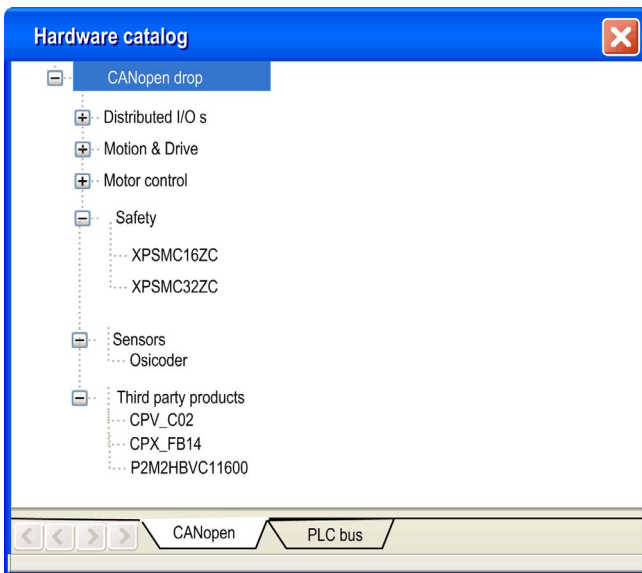 Hardware catalog
CANopen drop
Distributed I/O s
Motion & Drive
Motor control
Safety
XPSMC16ZC
XPSMC32ZC
Sensors
Osicoder
Third party products
CPV_C02
CPX_FB14
P2M2HBVC11600
CANopen PLC bus